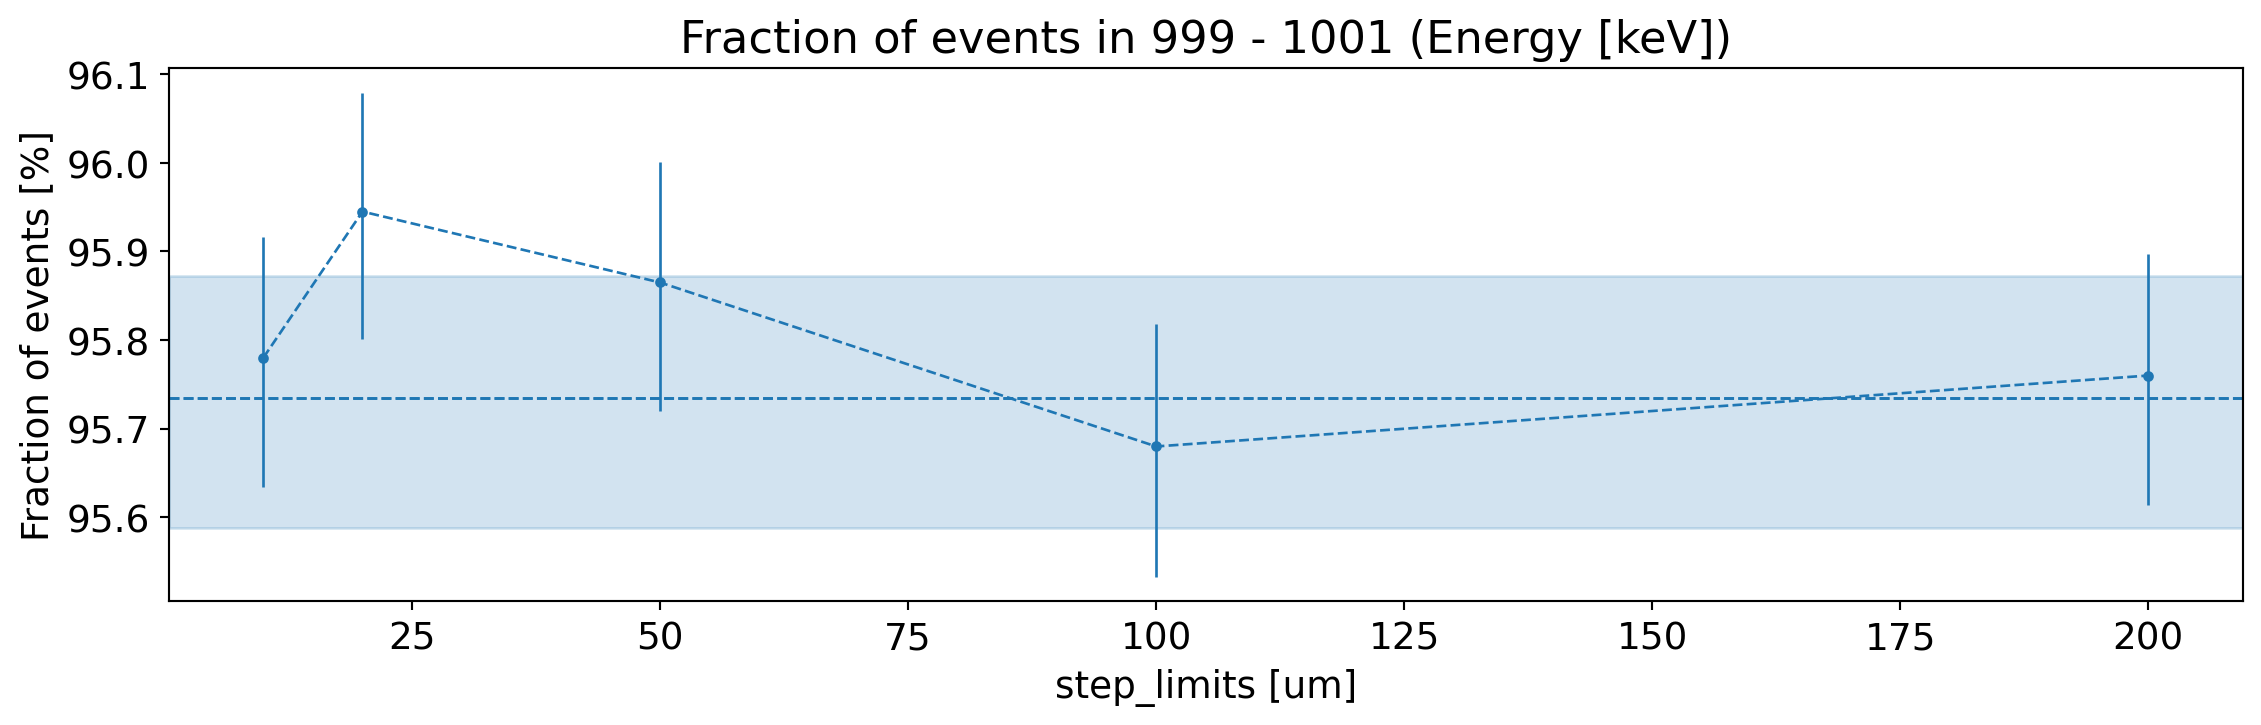 Fraction of events in 999 - 1001 (Energy [keV])
Fraction of events [%]
96.1
96.0
95.9
95.8
95.7
95.6
25 50 75 100 125 150 175 200
step_limits [um]